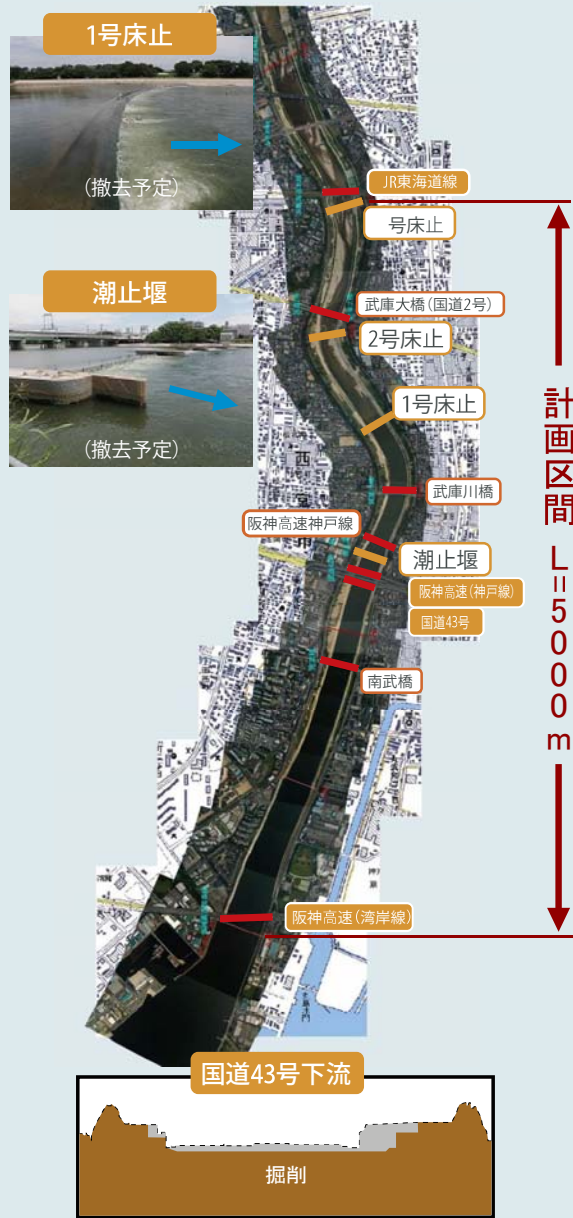 1号床止
(撤去予定)
潮止堰
(撤去予定)
JR東海道線
号床止
武庫大橋(国道2号)
2号床止
1号床止
武庫川橋
阪神高速神戸線
潮止堰
阪神高速(神戸線)
国道43号
南武橋
阪神高速(湾岸線)
計画区間 L=5000m
西
宮
国道43号下流
掘削